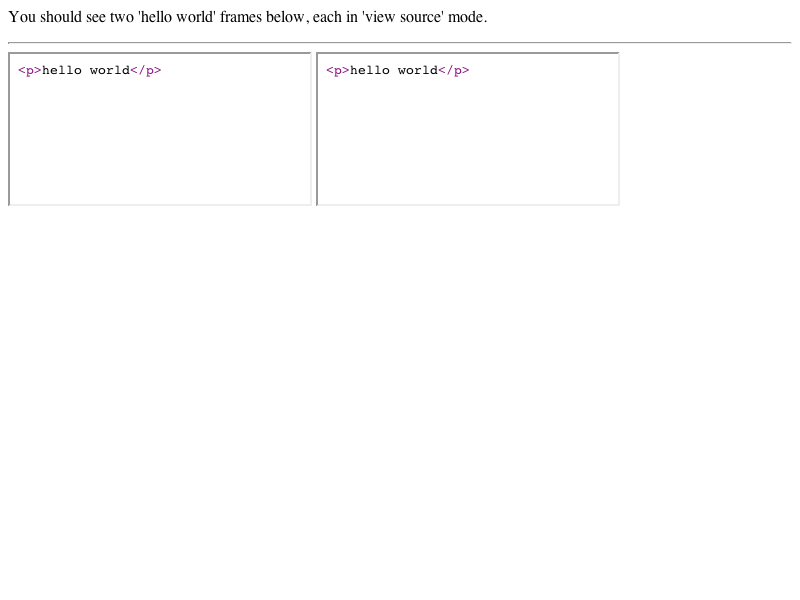 You should see two 'hello world' frames below, each in 'view source' mode.
<p>hello world</p>
<p>hello world</p>